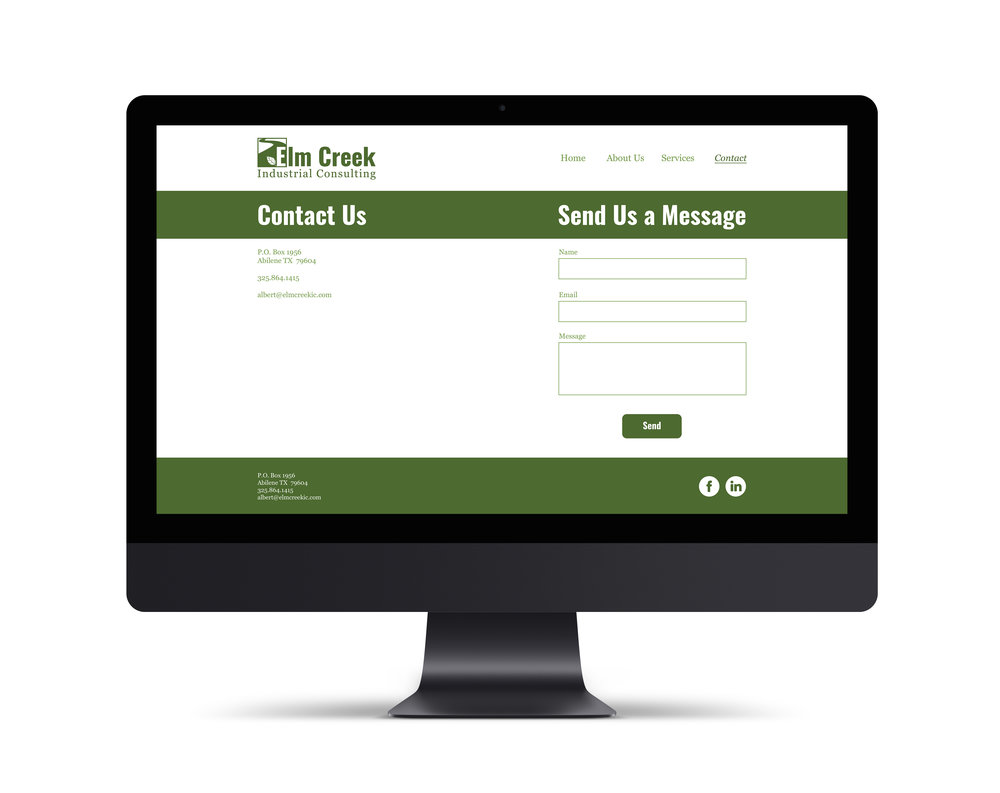 Elm Creek
Industrial Consulting
Home About Us Services Contact
Contact Us
Send Us a Message
P.O. Box 1956
Abilene TX 79604
325.864.1415
albert@elmcreekic.com
Name
Email
Message
Send
P.O. Box 1956
Abilene TX 79604
325.864.1415
albert@elmcreekic.com
f
in